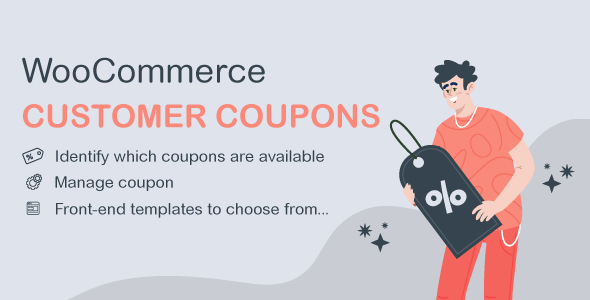 WooCommerce
CUSTOMER COUPONS
Identify which coupons are available
Manage coupon
Front-end templates to choose from...
%